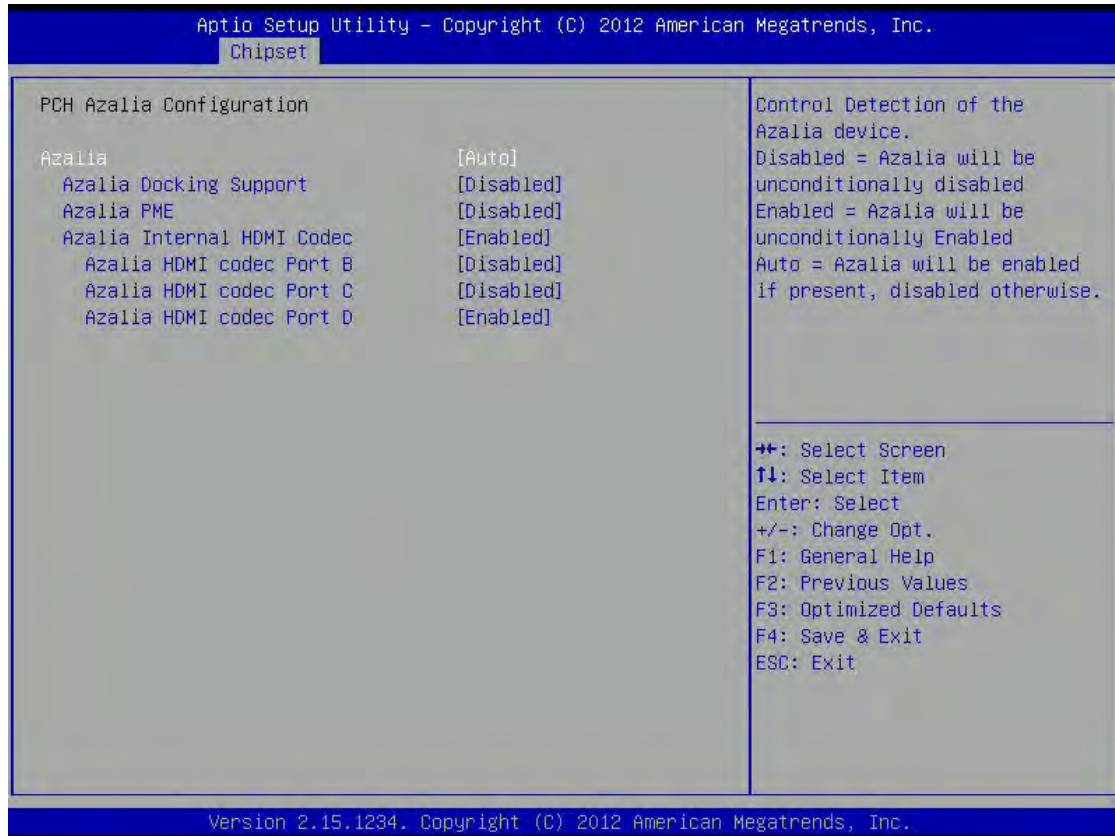 Aptio Setup Utility – Copyright (C) 2012 American Megatrends, Inc.
Chipset
PCH Azalia Configuration
Azalia [Auto]
Azalia Docking Support [Disabled]
Azalia PME [Disabled]
Azalia Internal HDMI Codec [Enabled]
Azalia HDMI codec Port B [Disabled]
Azalia HDMI codec Port C [Disabled]
Azalia HDMI codec Port D [Enabled]
Control Detection of the
Azalia device.
Disabled = Azalia will be
unconditionally disabled
Enabled = Azalia will be
unconditionally Enabled
Auto = Azalia will be enabled
if present, disabled otherwise.
→←: Select Screen
↑↓: Select Item
Enter: Select
+/-: Change Opt.
F1: General Help
F2: Previous Values
F3: Optimized Defaults
F4: Save & Exit
ESC: Exit
Version 2.15.1234. Copyright (C) 2012 American Megatrends, Inc.